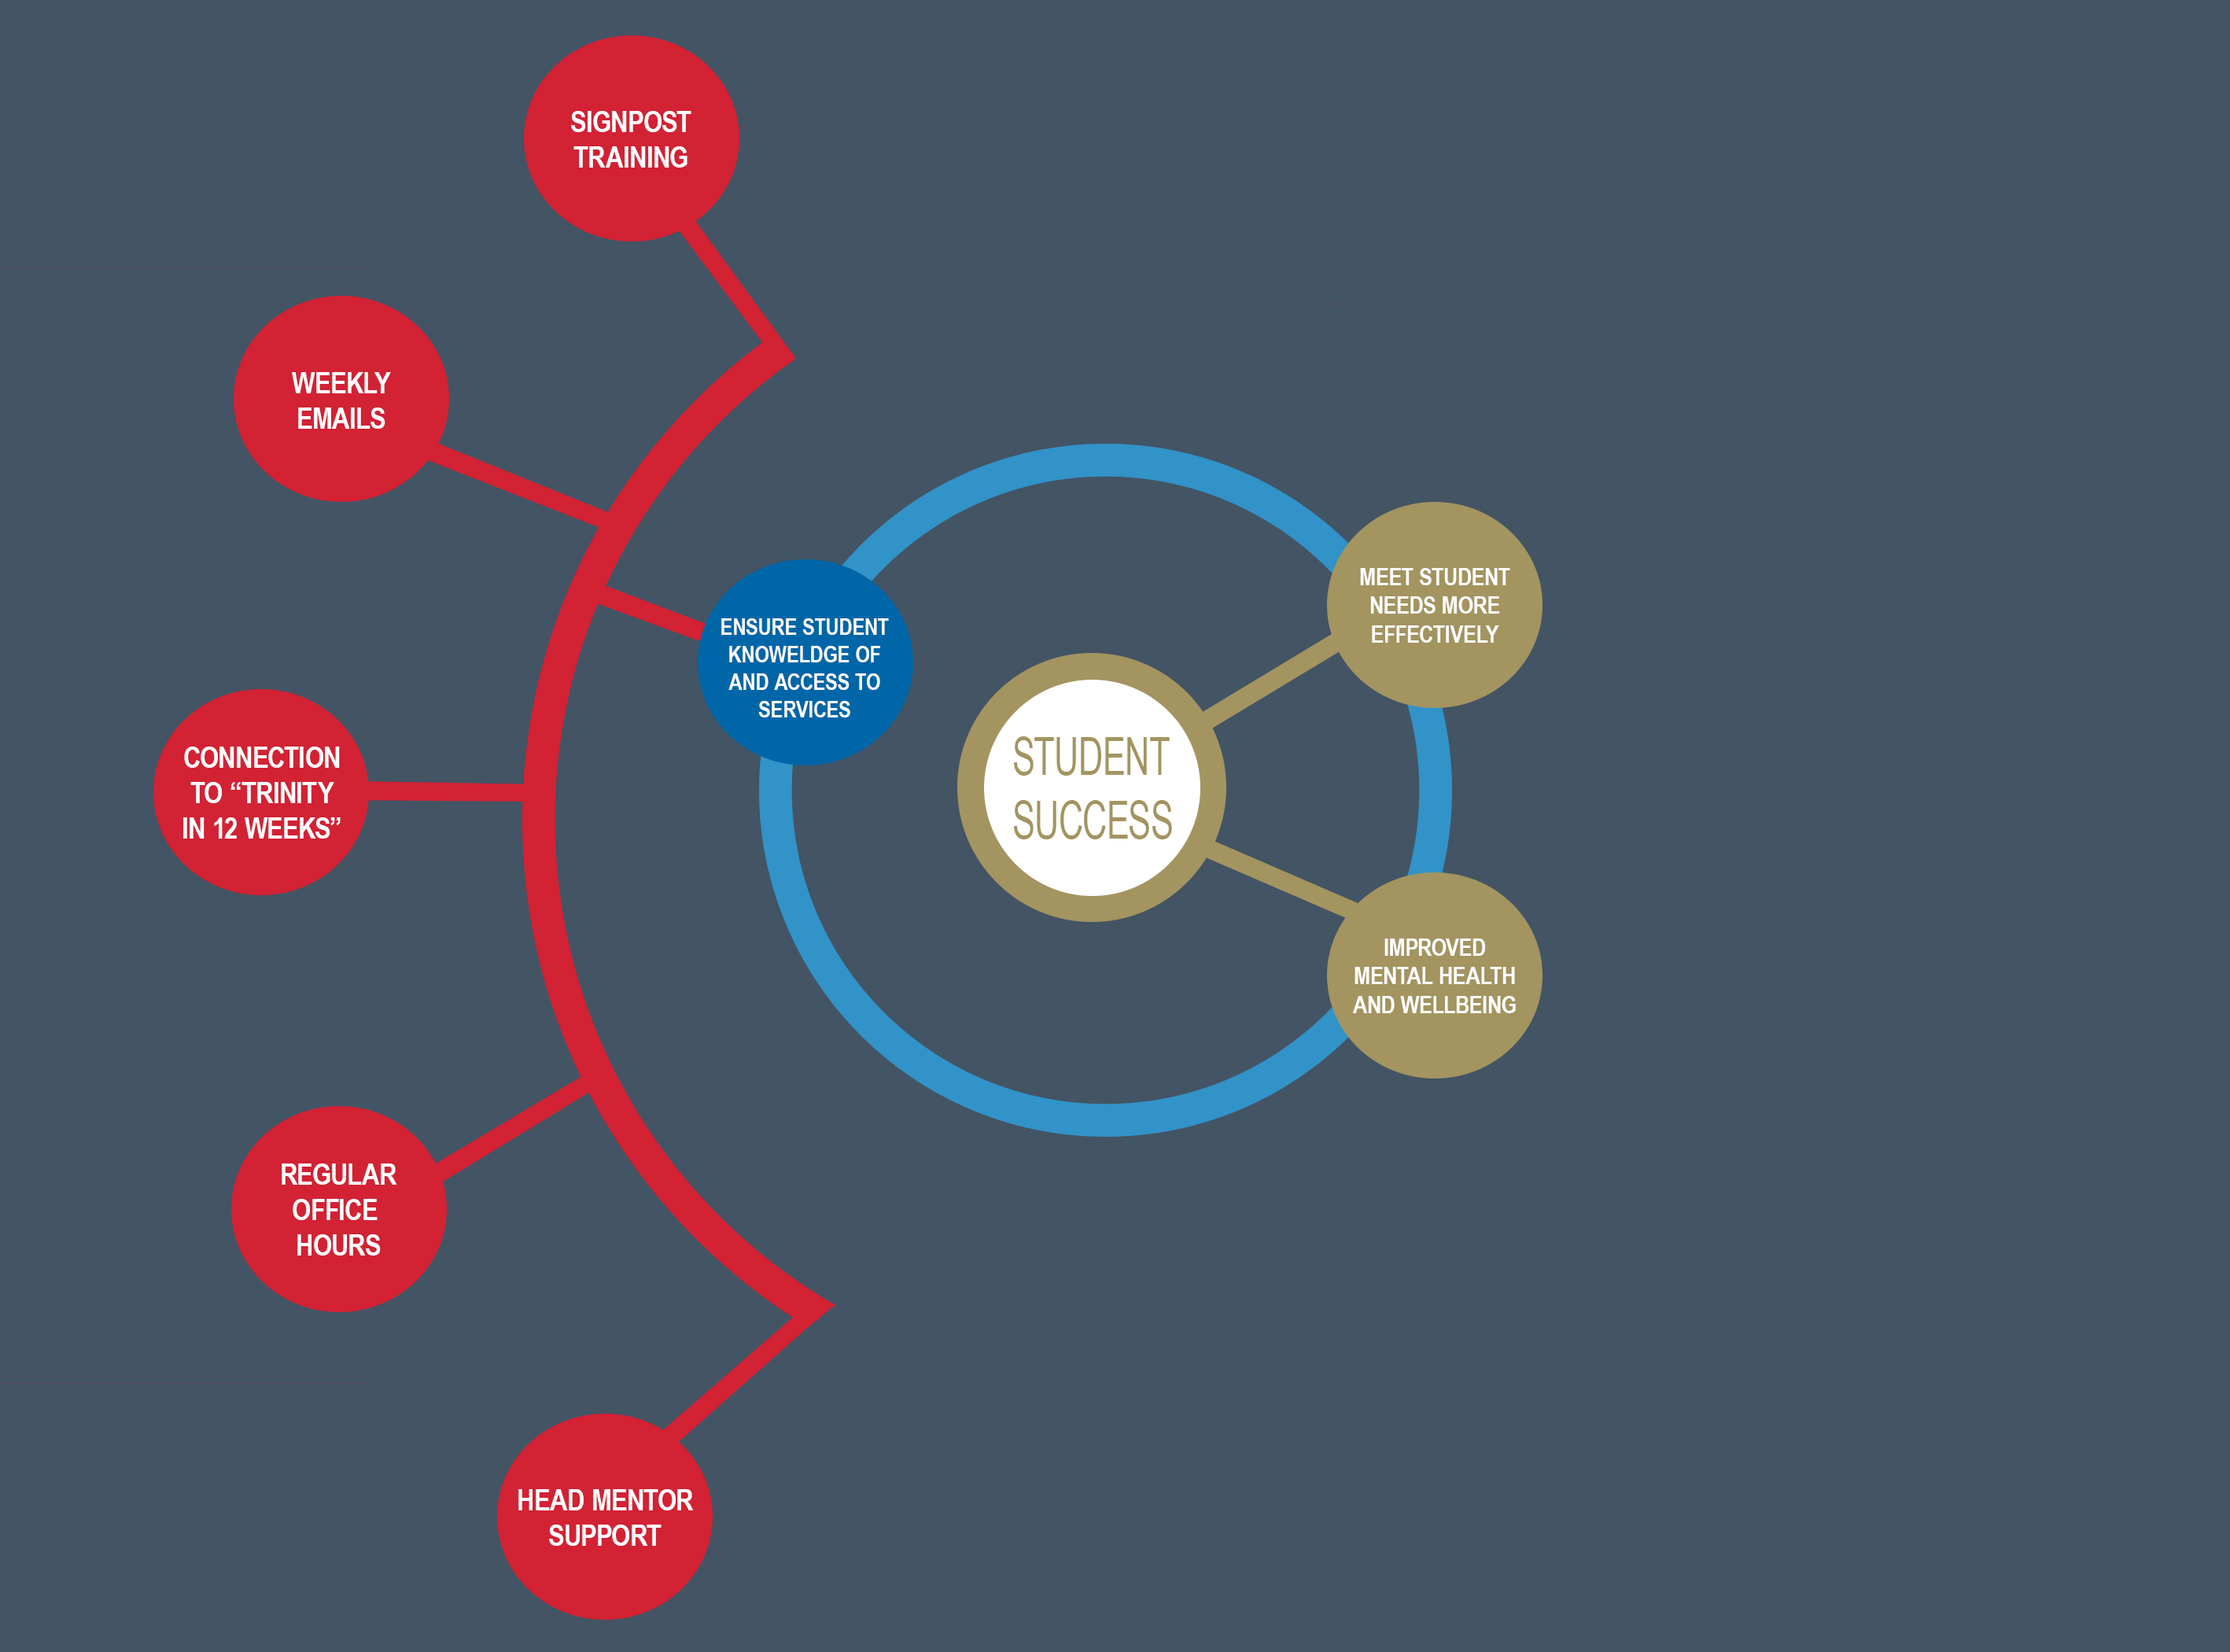 SIGNPOST
TRAINING
WEEKLY
EMAILS
ENSURE STUDENT
KNOWELDGE OF
AND ACCESS TO
SERVICES
CONNECTION
TO “TRINITY
IN 12 WEEKS”
REGULAR
OFFICE
HOURS
HEAD MENTOR
SUPPORT
STUDENT
SUCCESS
MEET STUDENT
NEEDS MORE
EFFECTIVELY
IMPROVED
MENTAL HEALTH
AND WELLBEING